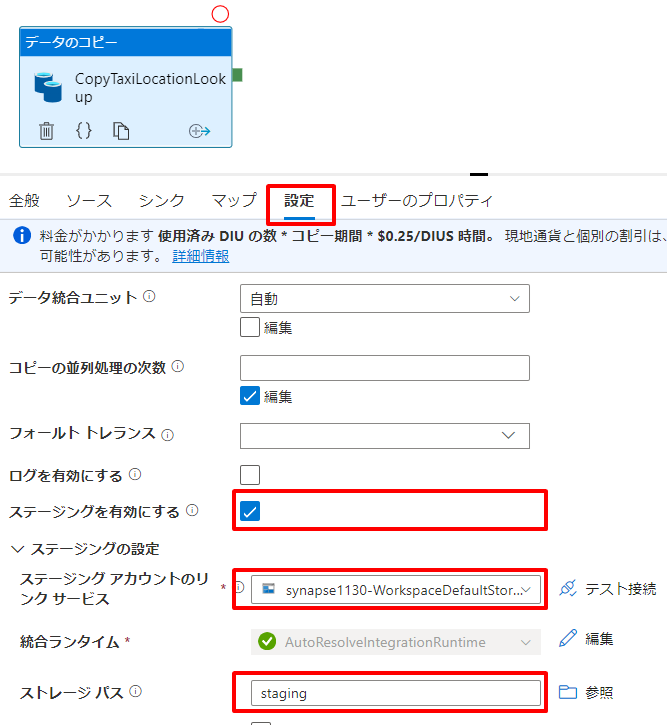 データのコピー
CopyTaxiLocationLook
up
全般 ソース シンク マップ 設定 ユーザーのプロパティ
料金がかかります 使用済み DIU の数 * コピー期間 * $0.25/DIUS 時間。 現地通貨と個別の割引は、
可能性があります。 詳細情報
データ統合ユニット
自動
編集
コピーの並列処理の次数
編集
フォールト トレランス
ログを有効にする
ステージングを有効にする
ステージングの設定
ステージング アカウントのリ
ンク サービス *
synapse1130-WorkspaceDefaultStor...
テスト接続
統合ランタイム *
AutoResolveIntegrationRuntime
編集
ストレージ パス
staging
参照